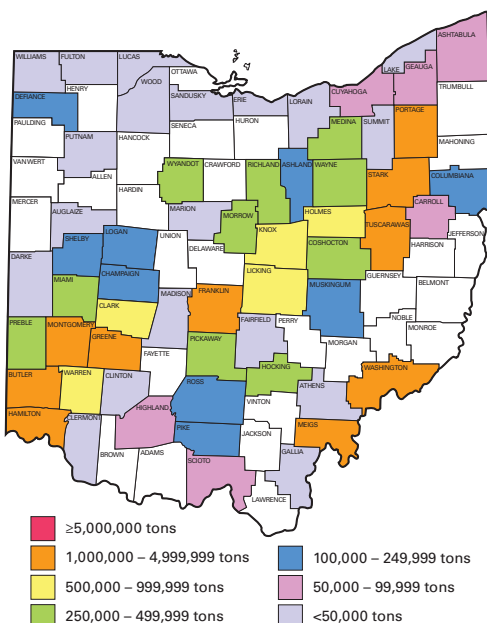 ASHTABULA
WILLIAMS
FULTON
LUCAS
OTTAWA
LAKE
GEAUGA
WOOD
HENRY
SANDUSKY
ERIE
LORAIN
CUYAHOGA
TRUMBULL
DEFIANCE
PORTAGE
PAULDING
SENECA
HURON
MEDINA
SUMMIT
PUTNAM
HANCOCK
MAHONING
VAN WERT
ALLEN
WYANDOT
CRAWFORD
RICHLAND
ASHLAND
WAYNE
STARK
COLUMBIANA
HARDIN
MERCER
AUGLAIZE
MARION
MORROW
HOLMES
CARROLL
TUSCARAWAS
JEFFERSON
LOGAN
UNION
KNOX
COSHOCTON
HARRISON
SHELBY
DELAWARE
DARKE
CHAMPAIGN
LICKING
GUERNSEY
BELMONT
MIAMI
MADISON
FRANKLIN
MUSKINGUM
CLARK
NOBLE
MONROE
FAIRFIELD
PERRY
PREBLE
MONTGOMERY
GREENE
PICKAWAY
MORGAN
FAYETTE
HOCKING
WASHINGTON
BUTLER
WARREN
CLINTON
ROSS
ATHENS
VINTON
HAMILTON
HIGHLAND
CLERMONT
PIKE
MEIGS
JACKSON
BROWN
ADAMS
SCIOTO
GALLIA
LAWRENCE
≥5,000,000 tons
1,000,000 – 4,999,999 tons
500,000 – 999,999 tons
250,000 – 499,999 tons
100,000 – 249,999 tons
50,000 – 99,999 tons
<50,000 tons